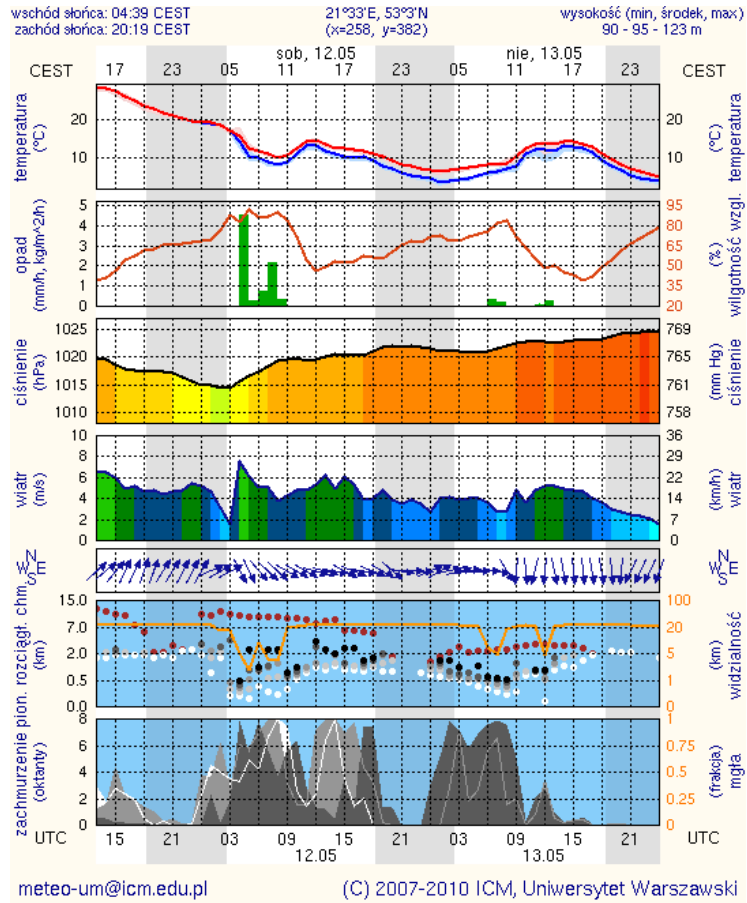 wschód słońca: 04:39 CEST 21°33'E, 53°3'N wysokość (min, środek, max)
zachód słońca: 20:19 CEST (x=258, y=382) 90 - 95 - 123 m
sob, 12.05 nie, 13.05
CEST 17 23 05 11 17 23 05 11 17 23 CEST
temperatura (°C) 20 10 20 10 (°C) temperatura
opad (mm/h, kg/m^2/h) 5 4 3 2 1 0 95 80 65 50 35 20 (%) wilgotność wzgl.
ciśnienie (hPa) 1025 1020 1015 1010 769 765 761 758 (mm Hg) ciśnienie
wiatr (m/s) 10 8 6 4 2 0 36 29 22 14 7 0 (km/h) wiatr
N W E S N W E S
pion. rozciągł. chm. (km) 15.0 7.0 2.0 0.5 0.0 100 20 5 1 0 (km) widzialność
zachmurzenie (oktanty) 8 6 4 2 0 1 0.75 0.5 0.25 0 (frakcja) mgła
UTC 15 21 03 09 15 21 03 09 15 21 UTC
12.05 13.05
meteo-um@icm.edu.pl (C) 2007-2010 ICM, Uniwersytet Warszawski